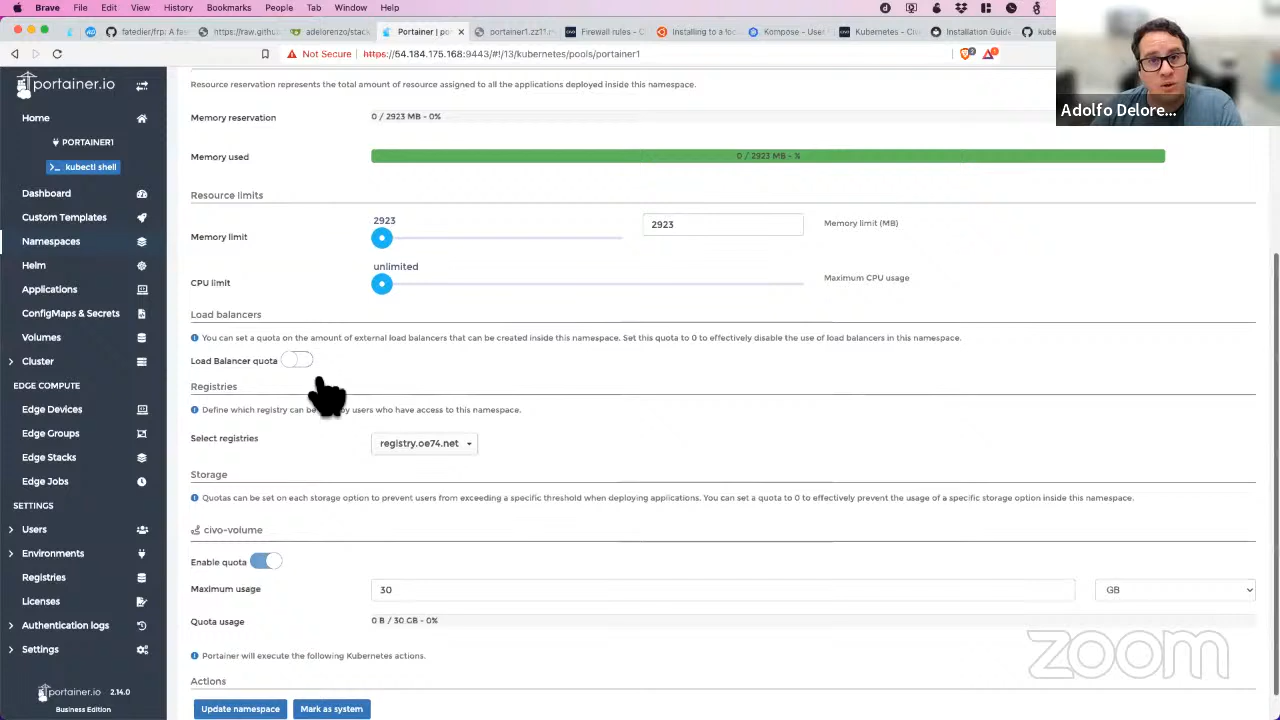 Brave File Edit View History Bookmarks People Tab Window Help
fatedier/frp: A fas
https://raw.githu
adelorenzo/stack
Portainer | port
portainer1.zz11.m
Firewall rules - C
Installing to a fo
Kompose - Use
Kubernetes
Not Secure https://54.184.175.168:9443/#!/13/kubernetes/pools/portainer1
Adolfo Delore...
portainer.io
Home
PORTAINER1
>_ kubectl shell
Dashboard
Custom Templates
Namespaces
Helm
Applications
ConfigMaps & Secrets
Volumes
Cluster
EDGE COMPUTE
Edge Devices
Edge Groups
Edge Stacks
Edge Jobs
SETTINGS
Users
Environments
Registries
Licenses
Authentication logs
Settings
portainer.io 2.14.0
Business Edition
Resource reservation represents the total amount of resource assigned to all the applications deployed inside this namespace.
Memory reservation 0 / 2923 MB - 0%
Memory used 0 / 2923 MB - %
Resource limits
2923
Memory limit 2923 Memory limit (MB)
unlimited
CPU limit Maximum CPU usage
Load balancers
You can set a quota on the amount of external load balancers that can be created inside this namespace. Set this quota to 0 to effectively disable the use of load balancers in this namespace.
Load Balancer quota
Registries
Define which registry can be by users who have access to this namespace.
Select registries registry.oe74.net
Storage
Quotas can be set on each storage option to prevent users from exceeding a specific threshold when deploying applications. You can set a quota to 0 to effectively prevent the usage of a specific storage option inside this namespace.
civo-volume
Enable quota
Maximum usage 30 GB
Quota usage 0 B / 30 GB - 0%
Portainer will execute the following Kubernetes actions.
Actions
Update namespace Mark as system
zoom